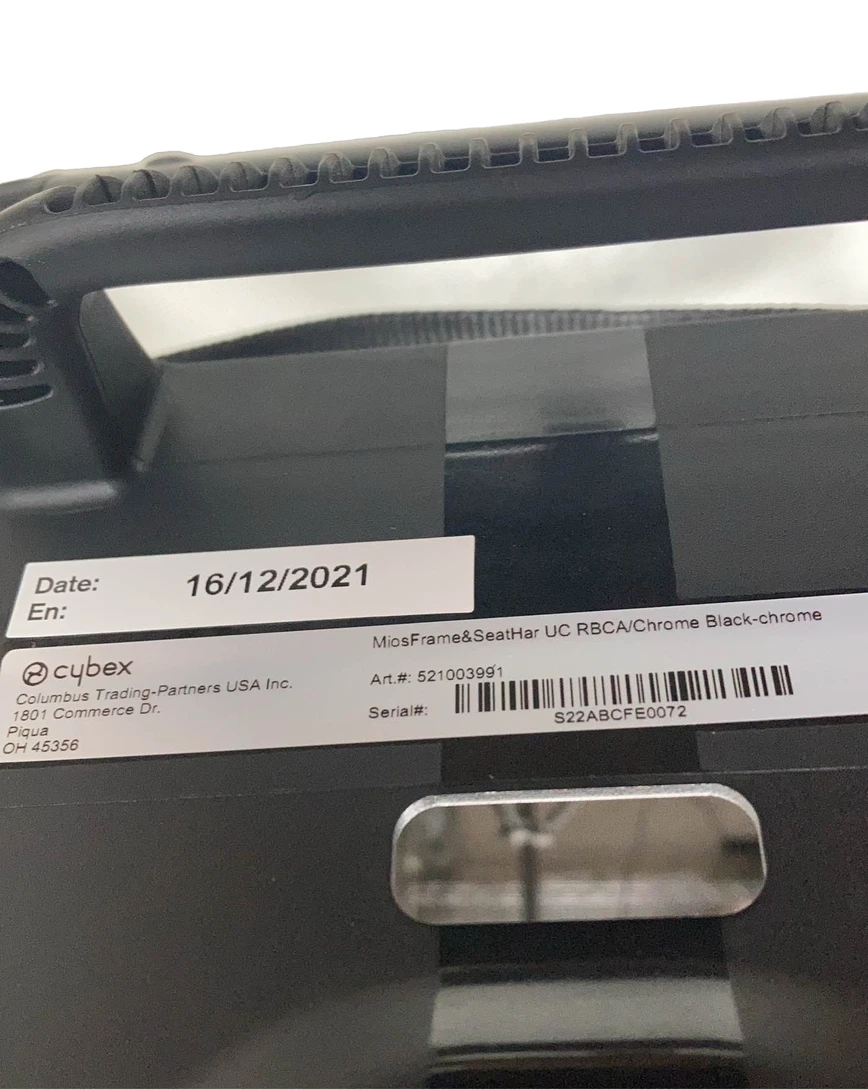 Date: 16/12/2021
En:
cybex
Columbus Trading-Partners USA Inc.
1801 Commerce Dr.
Piqua
OH 45356
MiosFrame&SeatHar UC RBCA/Chrome Black-chrome
Art.#: 521003991
Serial#:
S22ABCFE0072